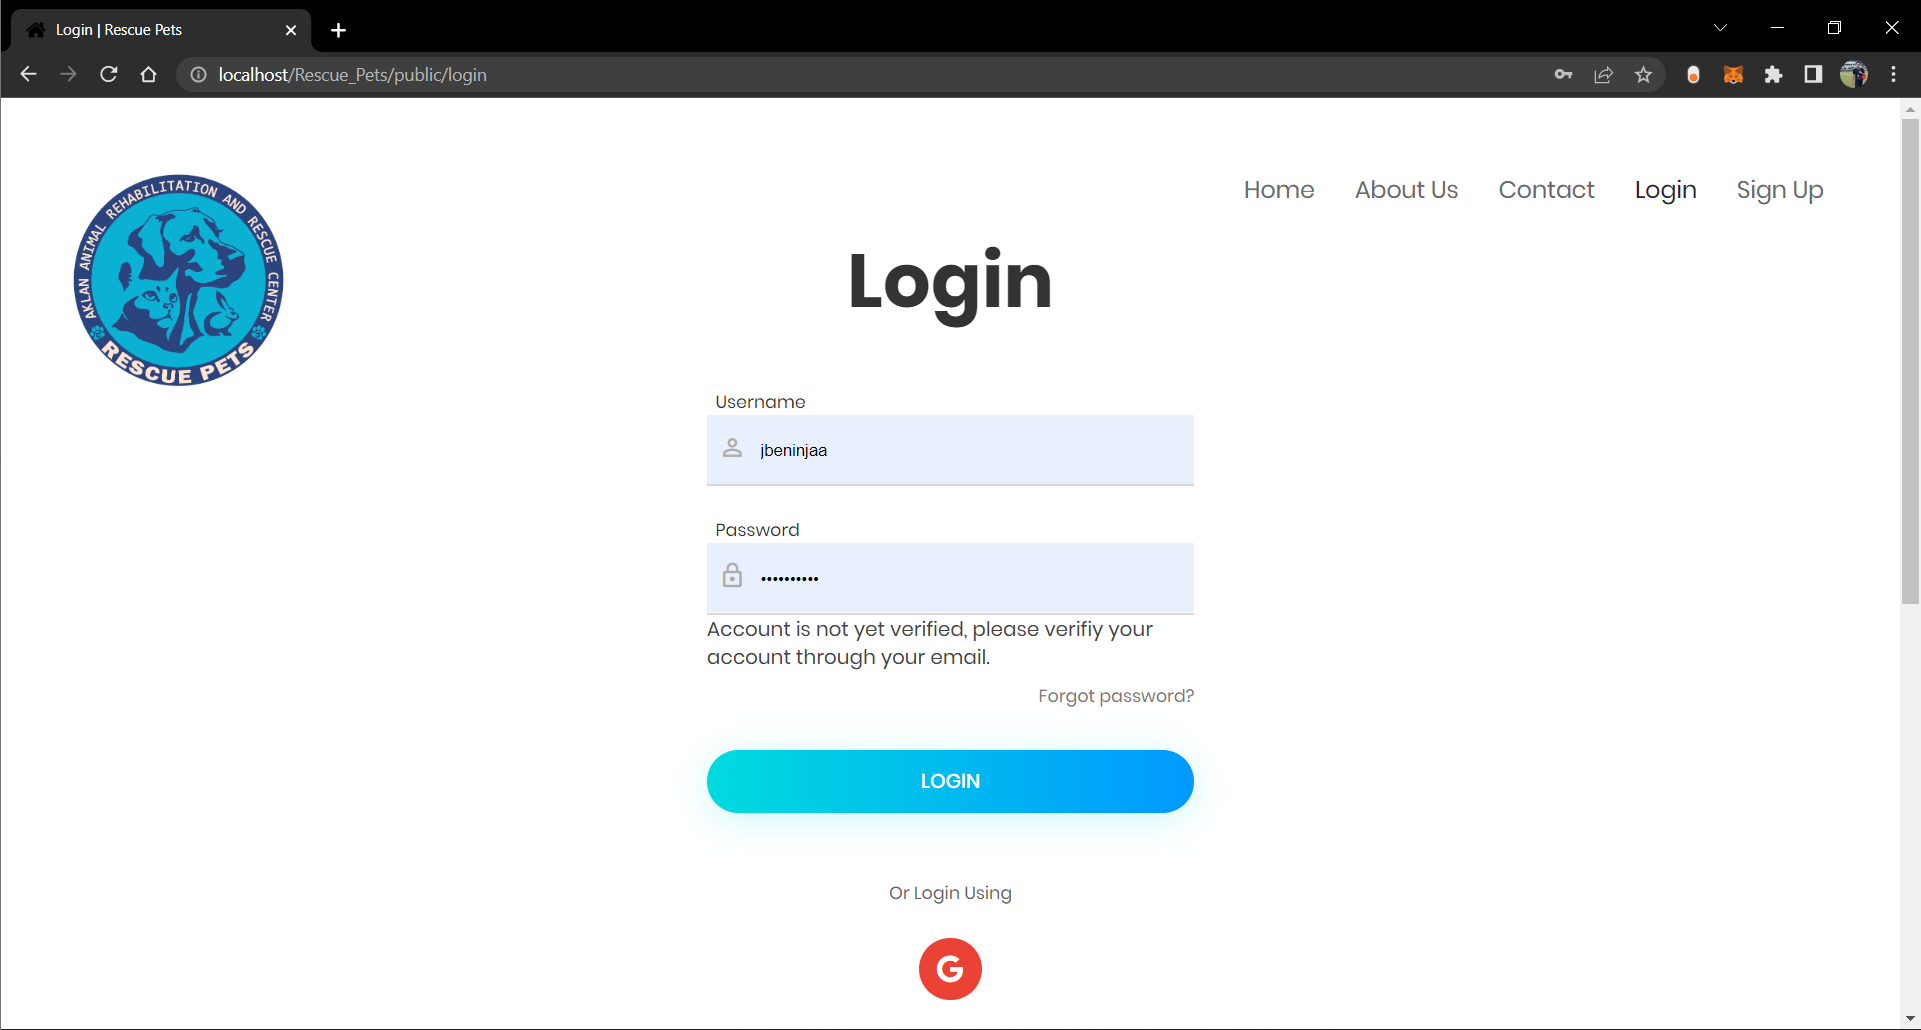 Login | Rescue Pets
localhost/Rescue_Pets/public/login
AKLAN ANIMAL REHABILITATION AND RESCUE CENTER
RESCUE PETS
Home About Us Contact Login Sign Up
Login
Username
jbeninjaa
Password
••••••••••
Account is not yet verified, please verifiy your
account through your email.
Forgot password?
LOGIN
Or Login Using
G